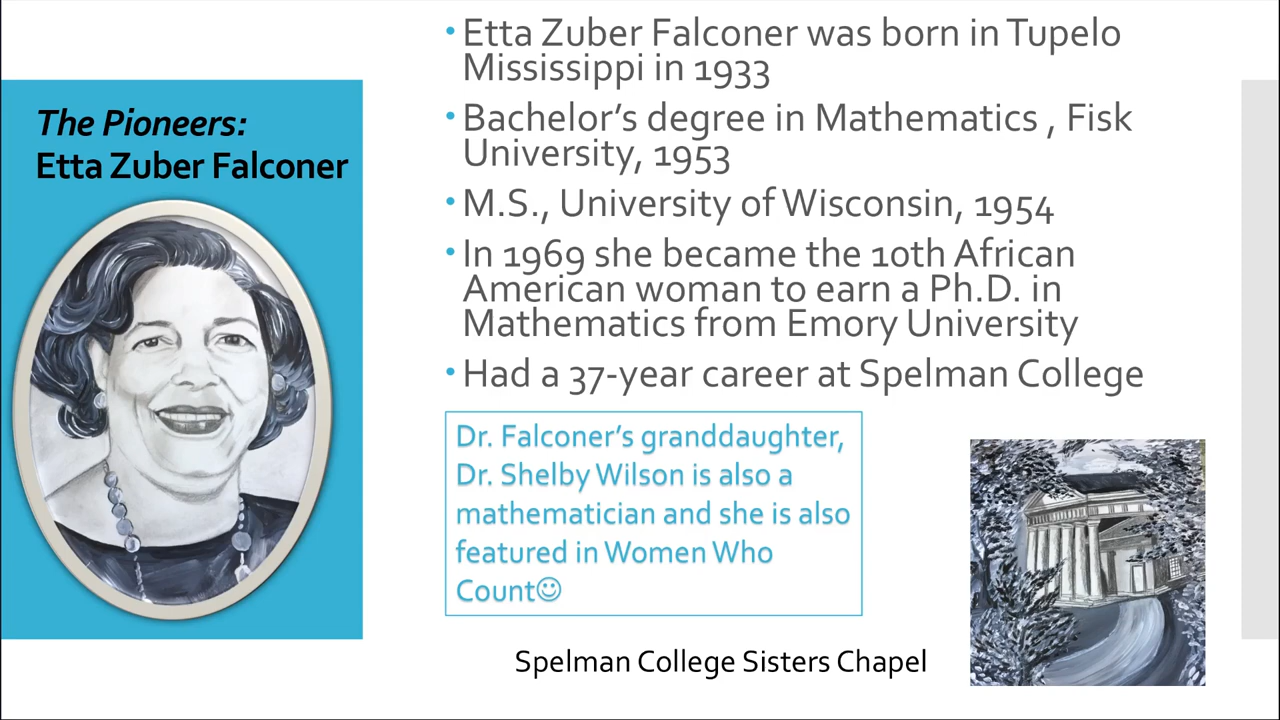 The Pioneers:
Etta Zuber Falconer
• Etta Zuber Falconer was born in Tupelo
Mississippi in 1933
• Bachelor’s degree in Mathematics , Fisk
University, 1953
• M.S., University of Wisconsin, 1954
• In 1969 she became the 10th African
American woman to earn a Ph.D. in
Mathematics from Emory University
• Had a 37-year career at Spelman College
Dr. Falconer’s granddaughter,
Dr. Shelby Wilson is also a
mathematician and she is also
featured in Women Who
Count☺
Spelman College Sisters Chapel